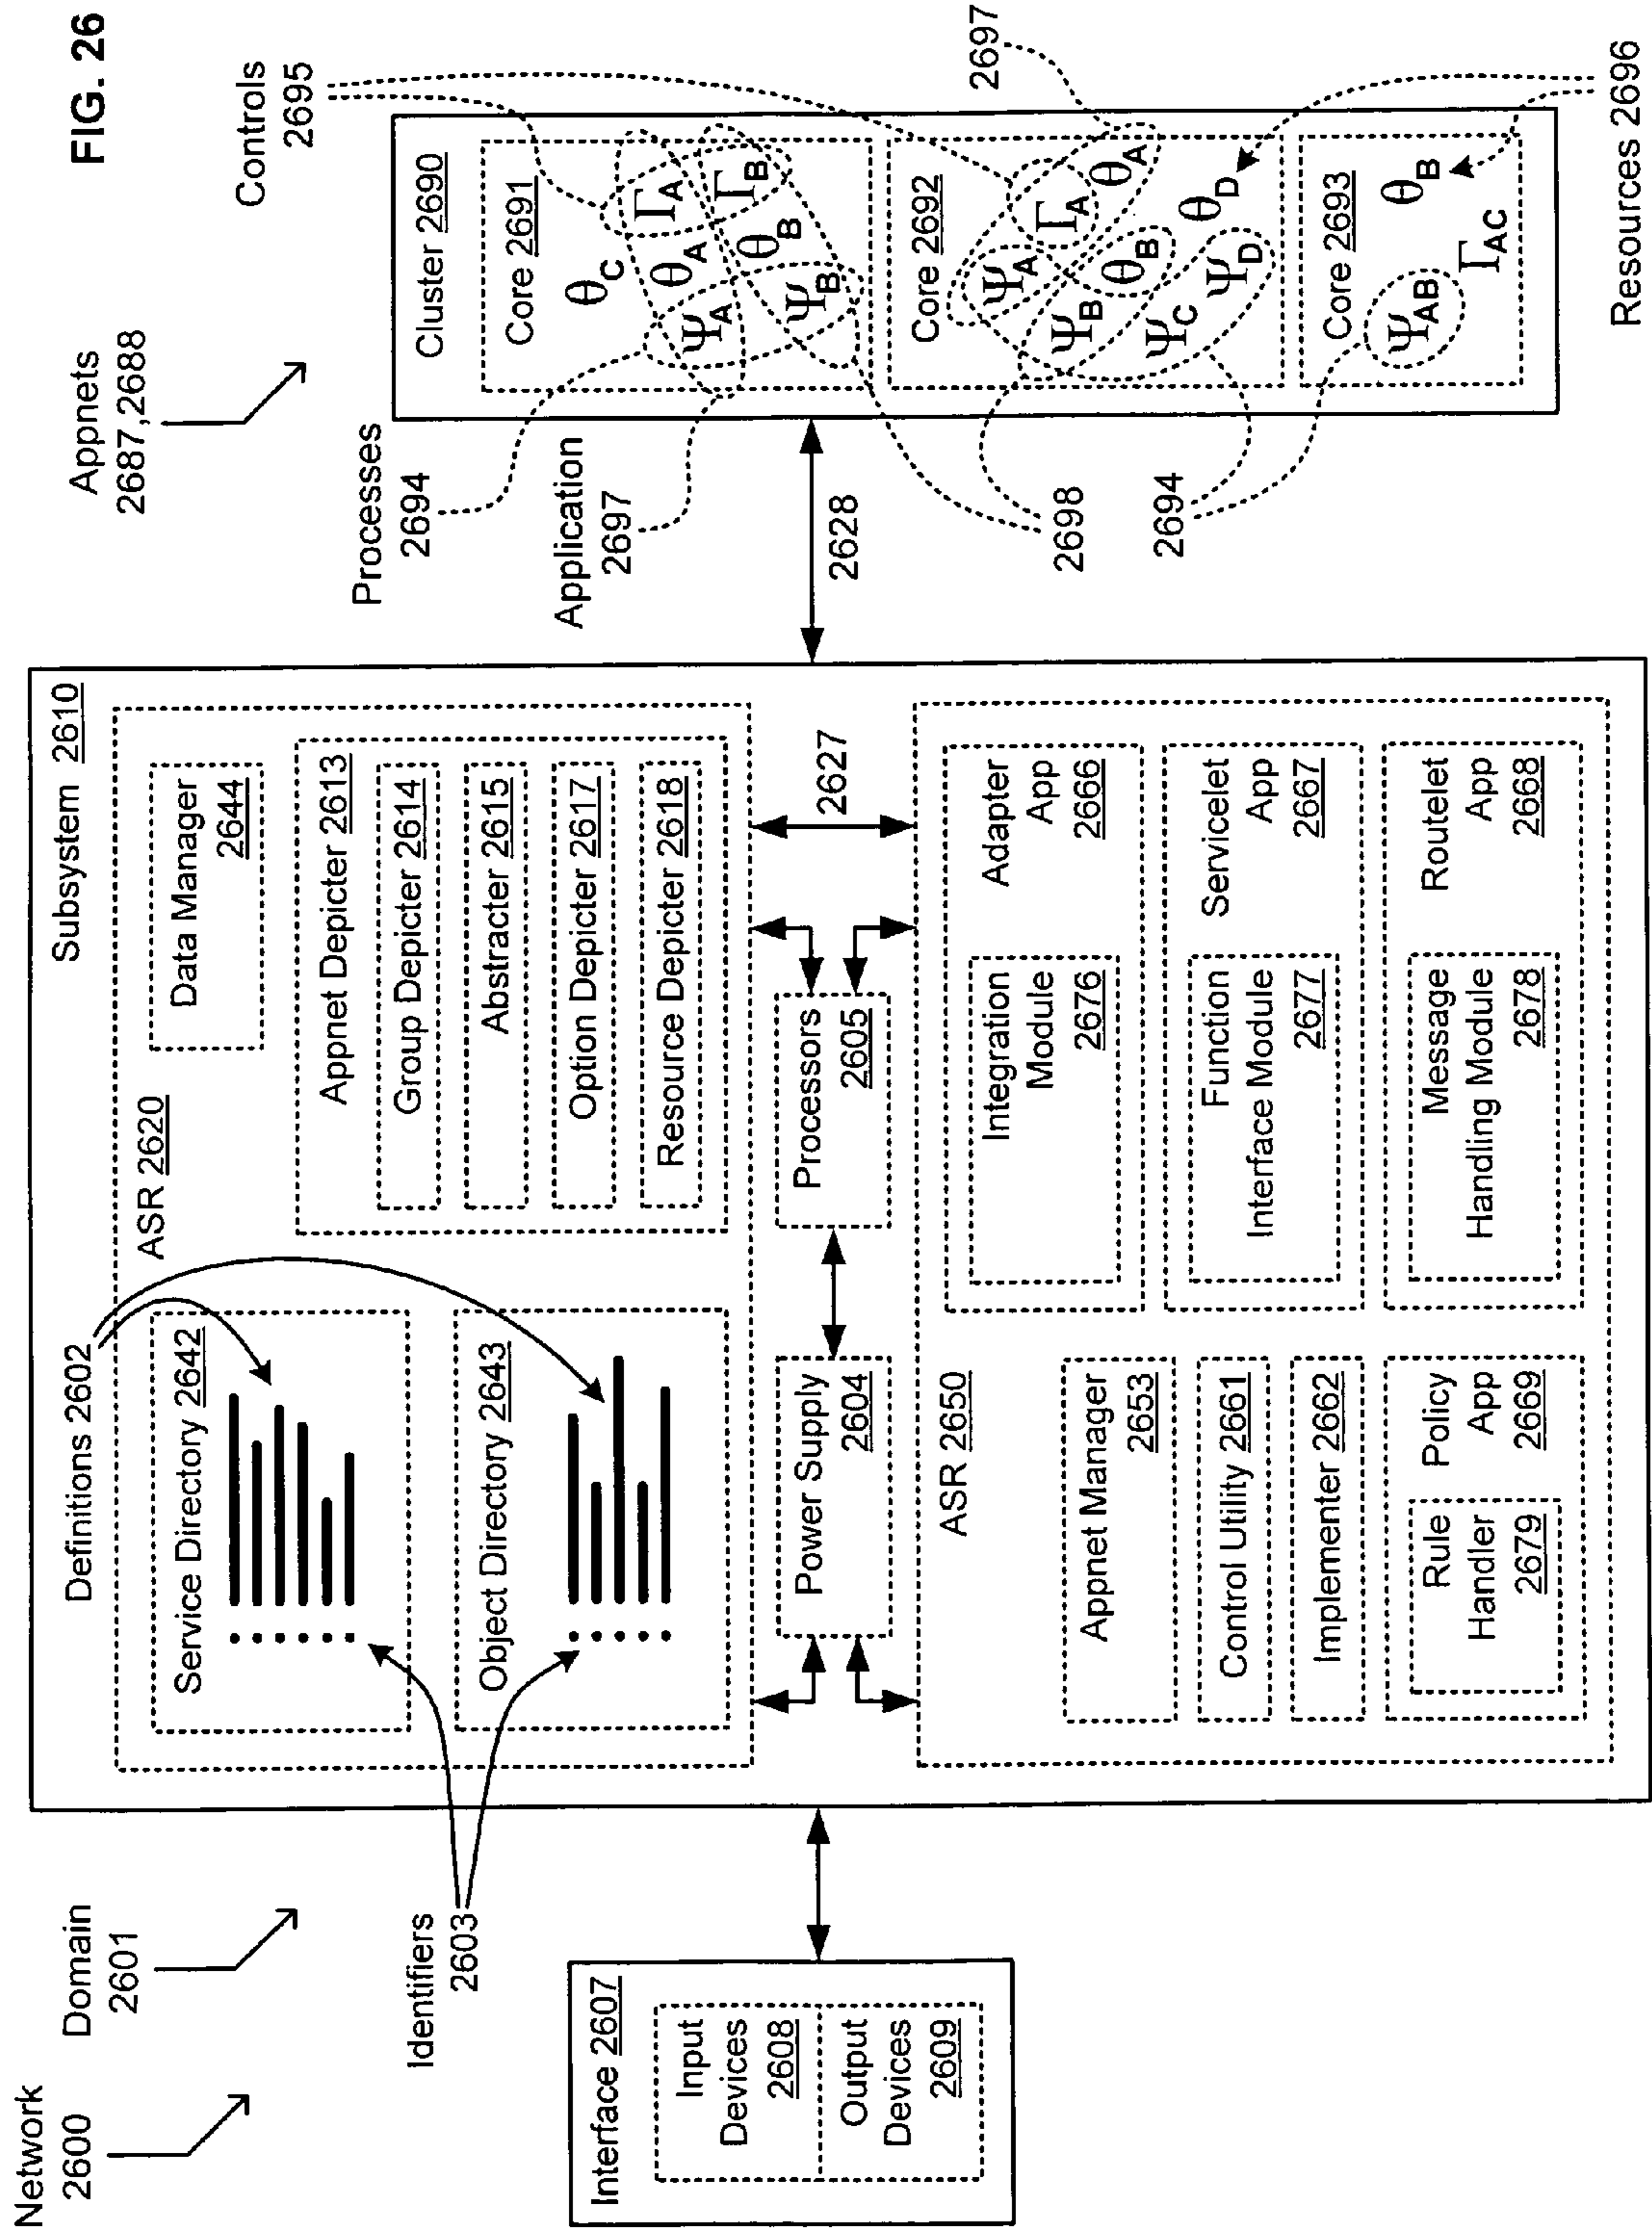 FIG. 26
Network
2600
Domain
2601
Appnets
2687,2688
Interface 2607
Input
Devices
2608
Output
Devices
2609
Identifiers
2603
Definitions 2602
Subsystem 2610
ASR 2620
Service Directory 2642
Object Directory 2643
Data Manager
2644
Appnet Depicter 2613
Group Depicter 2614
Abstracter 2615
Option Depicter 2617
Resource Depicter 2618
Power Supply
2604
Processors
2605
2627
ASR 2650
Appnet Manager
2653
Control Utility 2661
Implementer 2662
Policy
App
2669
Rule
Handler
2679
Adapter
App
2666
Integration
Module
2676
Servicelet
App
2667
Function
Interface Module
2677
Routelet
App
2668
Message
Handling Module
2678
2628
Processes
2694
Application
2697
2698
2694
Controls
2695
2697
Resources 2696
Cluster 2690
Core 2691
θC
ΨA θA ΓA
ΨB θB ΓB
Core 2692
ΨA ΓA θA
ΨB θB
ΨC ΨD θD
Core 2693
ΨAB θB
ΓAC